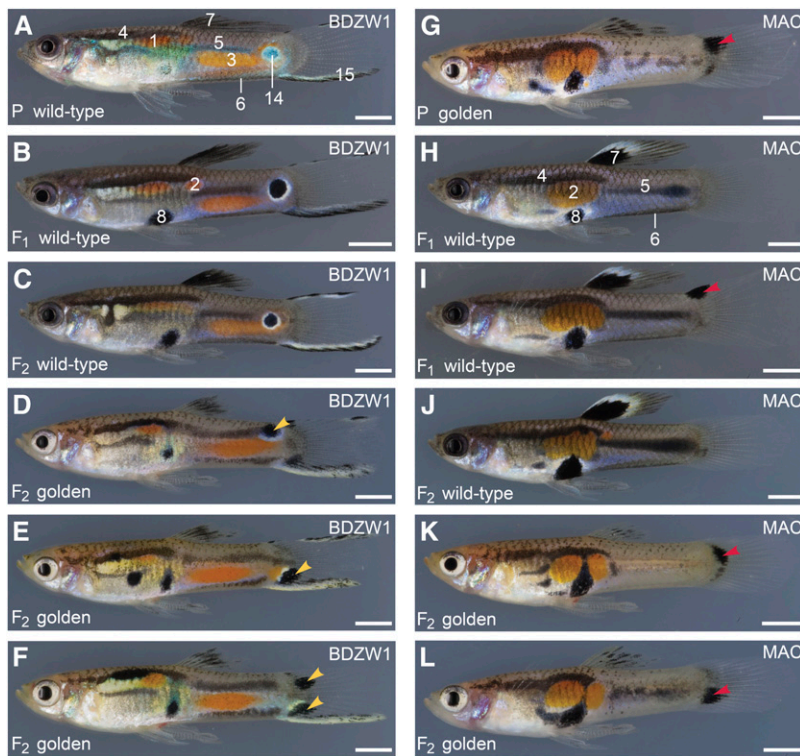 A
BDZW1
7
4
1
5
3
6
14
15
P wild-type
B
BDZW1
2
8
F₁ wild-type
C
BDZW1
F₂ wild-type
D
BDZW1
F₂ golden
E
BDZW1
F₂ golden
F
BDZW1
F₂ golden
G
MAC
P golden
H
MAC
7
4
2
5
8
6
F₁ wild-type
I
MAC
F₁ wild-type
J
MAC
F₂ wild-type
K
MAC
F₂ golden
L
MAC
F₂ golden